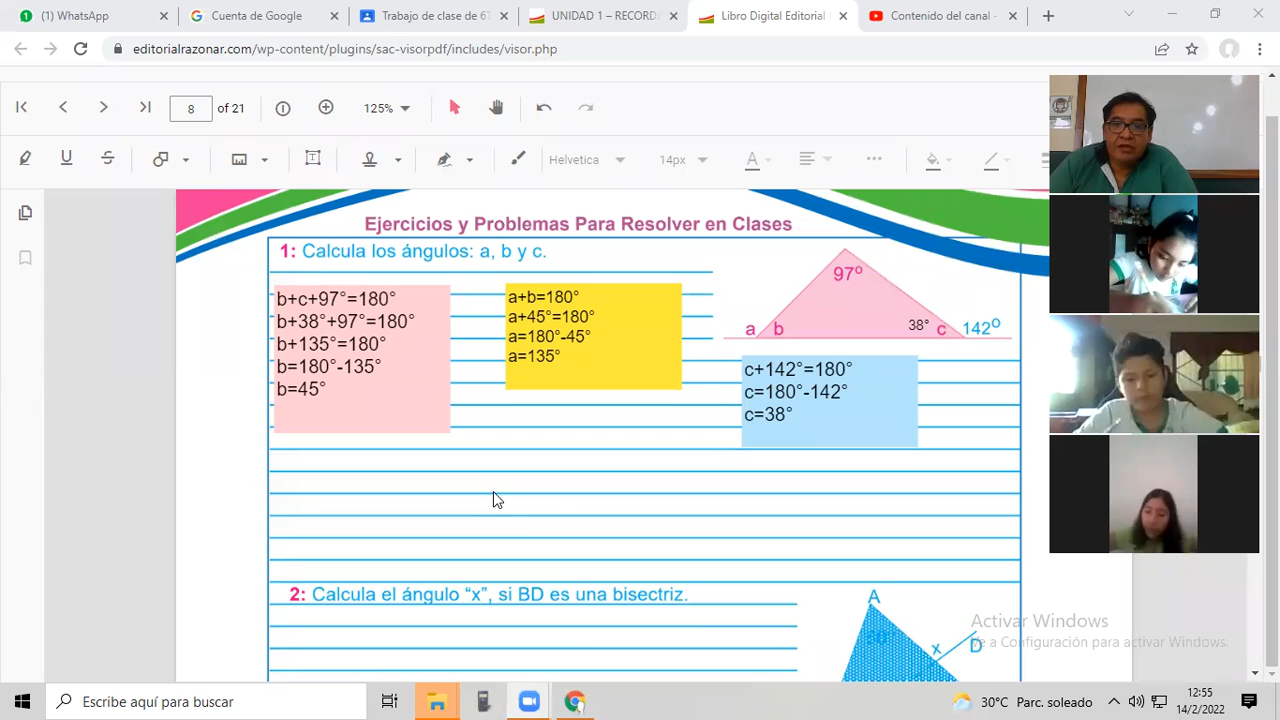 (1) WhatsApp
Cuenta de Google
Trabajo de clase de 6T
UNIDAD 1 – RECORDA
Libro Digital Editorial
Contenido del canal -
editorialrazonar.com/wp-content/plugins/sac-visorpdf/includes/visor.php
8 of 21
125%
Helvetica
14px
Ejercicios y Problemas Para Resolver en Clases
1: Calcula los ángulos: a, b y c.
b+c+97°=180°
b+38°+97°=180°
b+135°=180°
b=180°-135°
b=45°
a+b=180°
a+45°=180°
a=180°-45°
a=135°
97º
a b 38° c 142º
c+142°=180°
c=180°-142°
c=38°
2: Calcula el ángulo “x”, si BD es una bisectriz.
A
x
D
Activar Windows
Ve a Configuración para activar Windows.
Escribe aquí para buscar
30°C Parc. soleado
12:55
14/2/2022